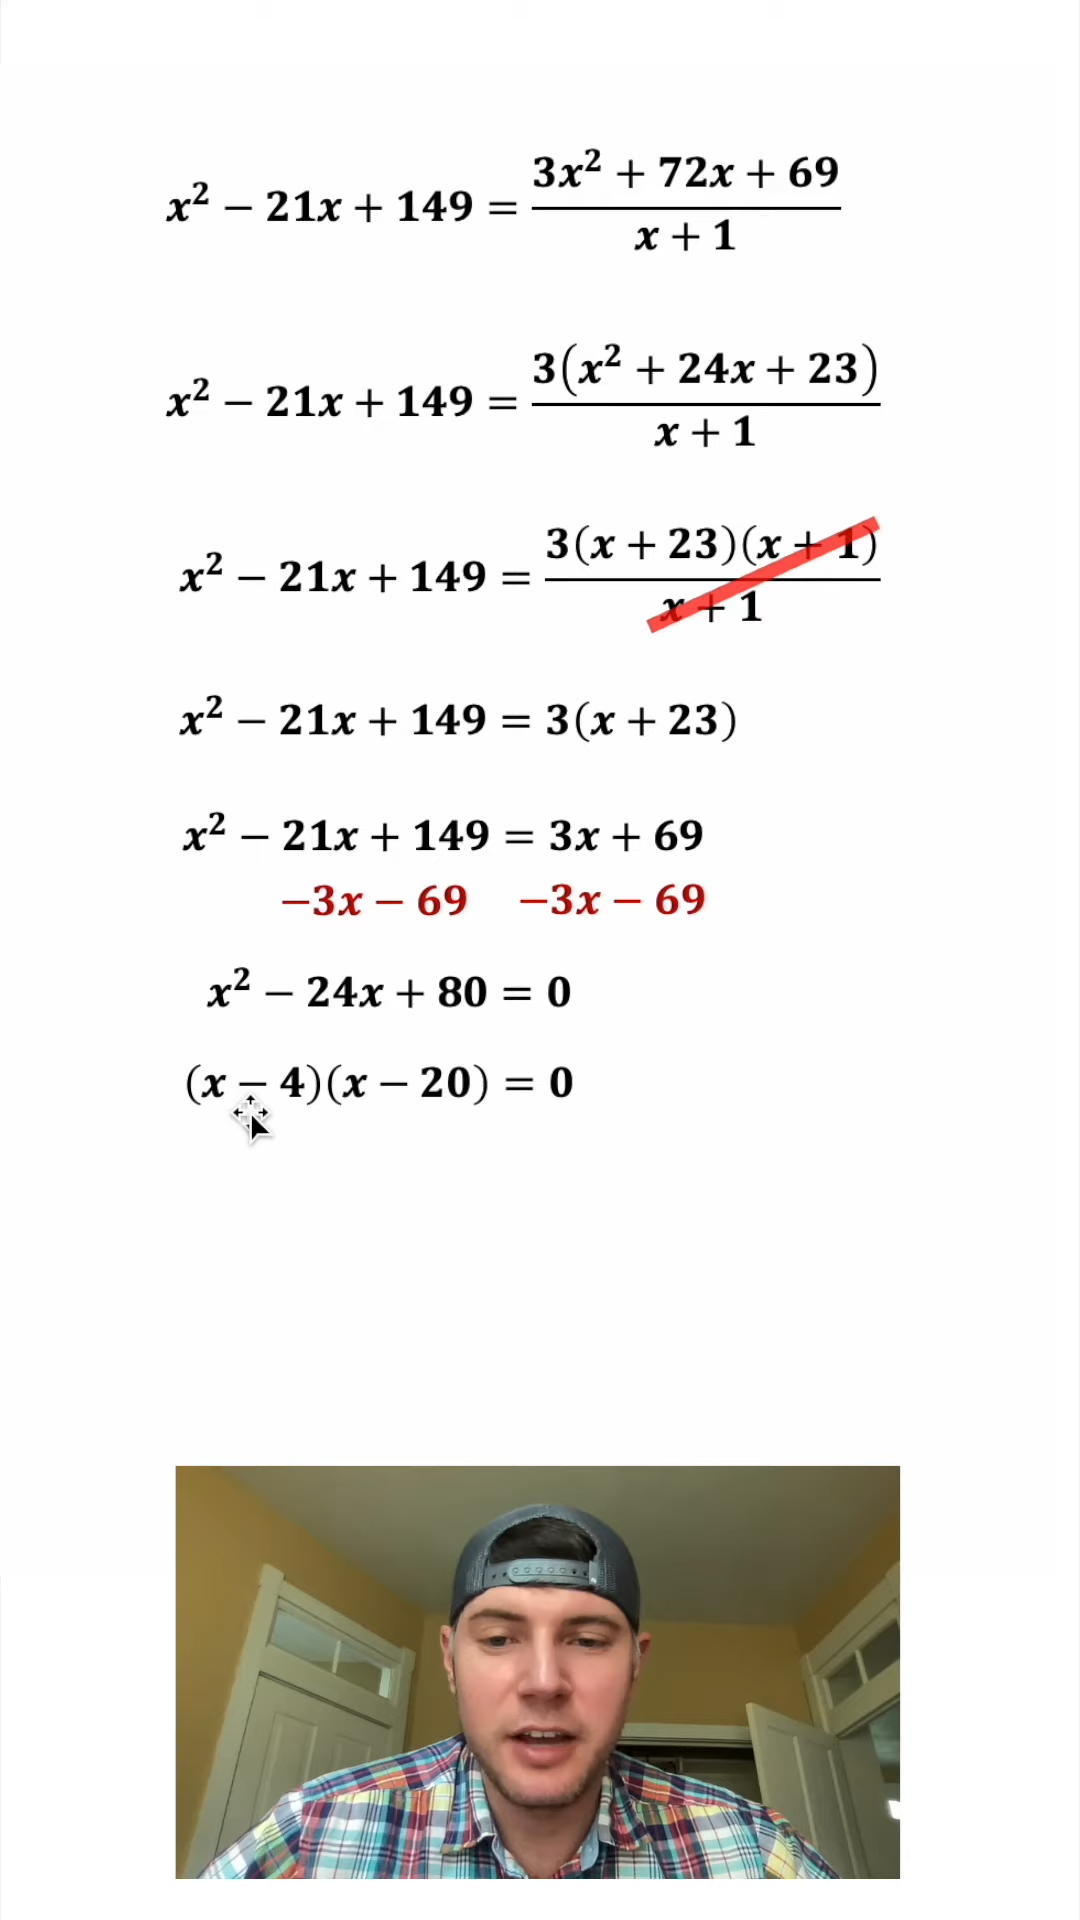 x² − 21x + 149 = (3x² + 72x + 69)/(x + 1)
x² − 21x + 149 = 3(x² + 24x + 23)/(x + 1)
x² − 21x + 149 = 3(x + 23)(x + 1)/(x + 1)
x² − 21x + 149 = 3(x + 23)
x² − 21x + 149 = 3x + 69
−3x − 69 −3x − 69
x² − 24x + 80 = 0
(x − 4)(x − 20) = 0